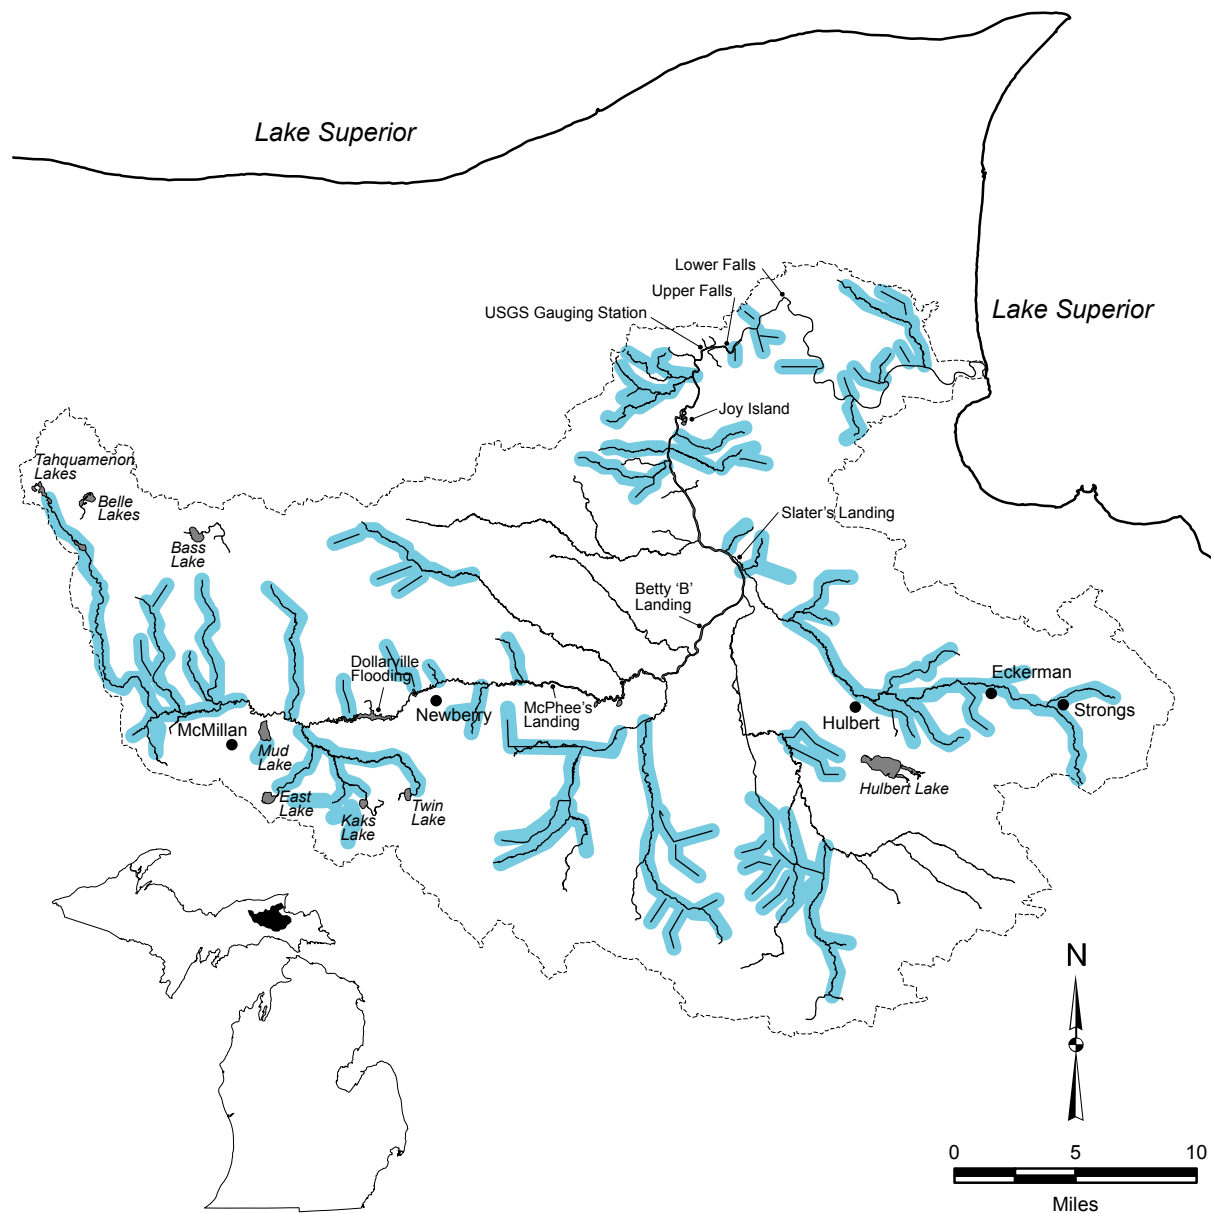 Lake Superior
Lower Falls
Upper Falls
USGS Gauging Station
Lake Superior
Joy Island
Tahquamenon
Lakes
Belle
Lakes
Bass
Lake
Slater's Landing
Betty 'B'
Landing
Dollarville
Flooding
Eckerman
McPhee's
Landing
Newberry
Hulbert
Strongs
McMillan
Mud
Lake
Hulbert Lake
East
Lake
Kaks
Lake
Twin
Lake
N
0 5 10
Miles